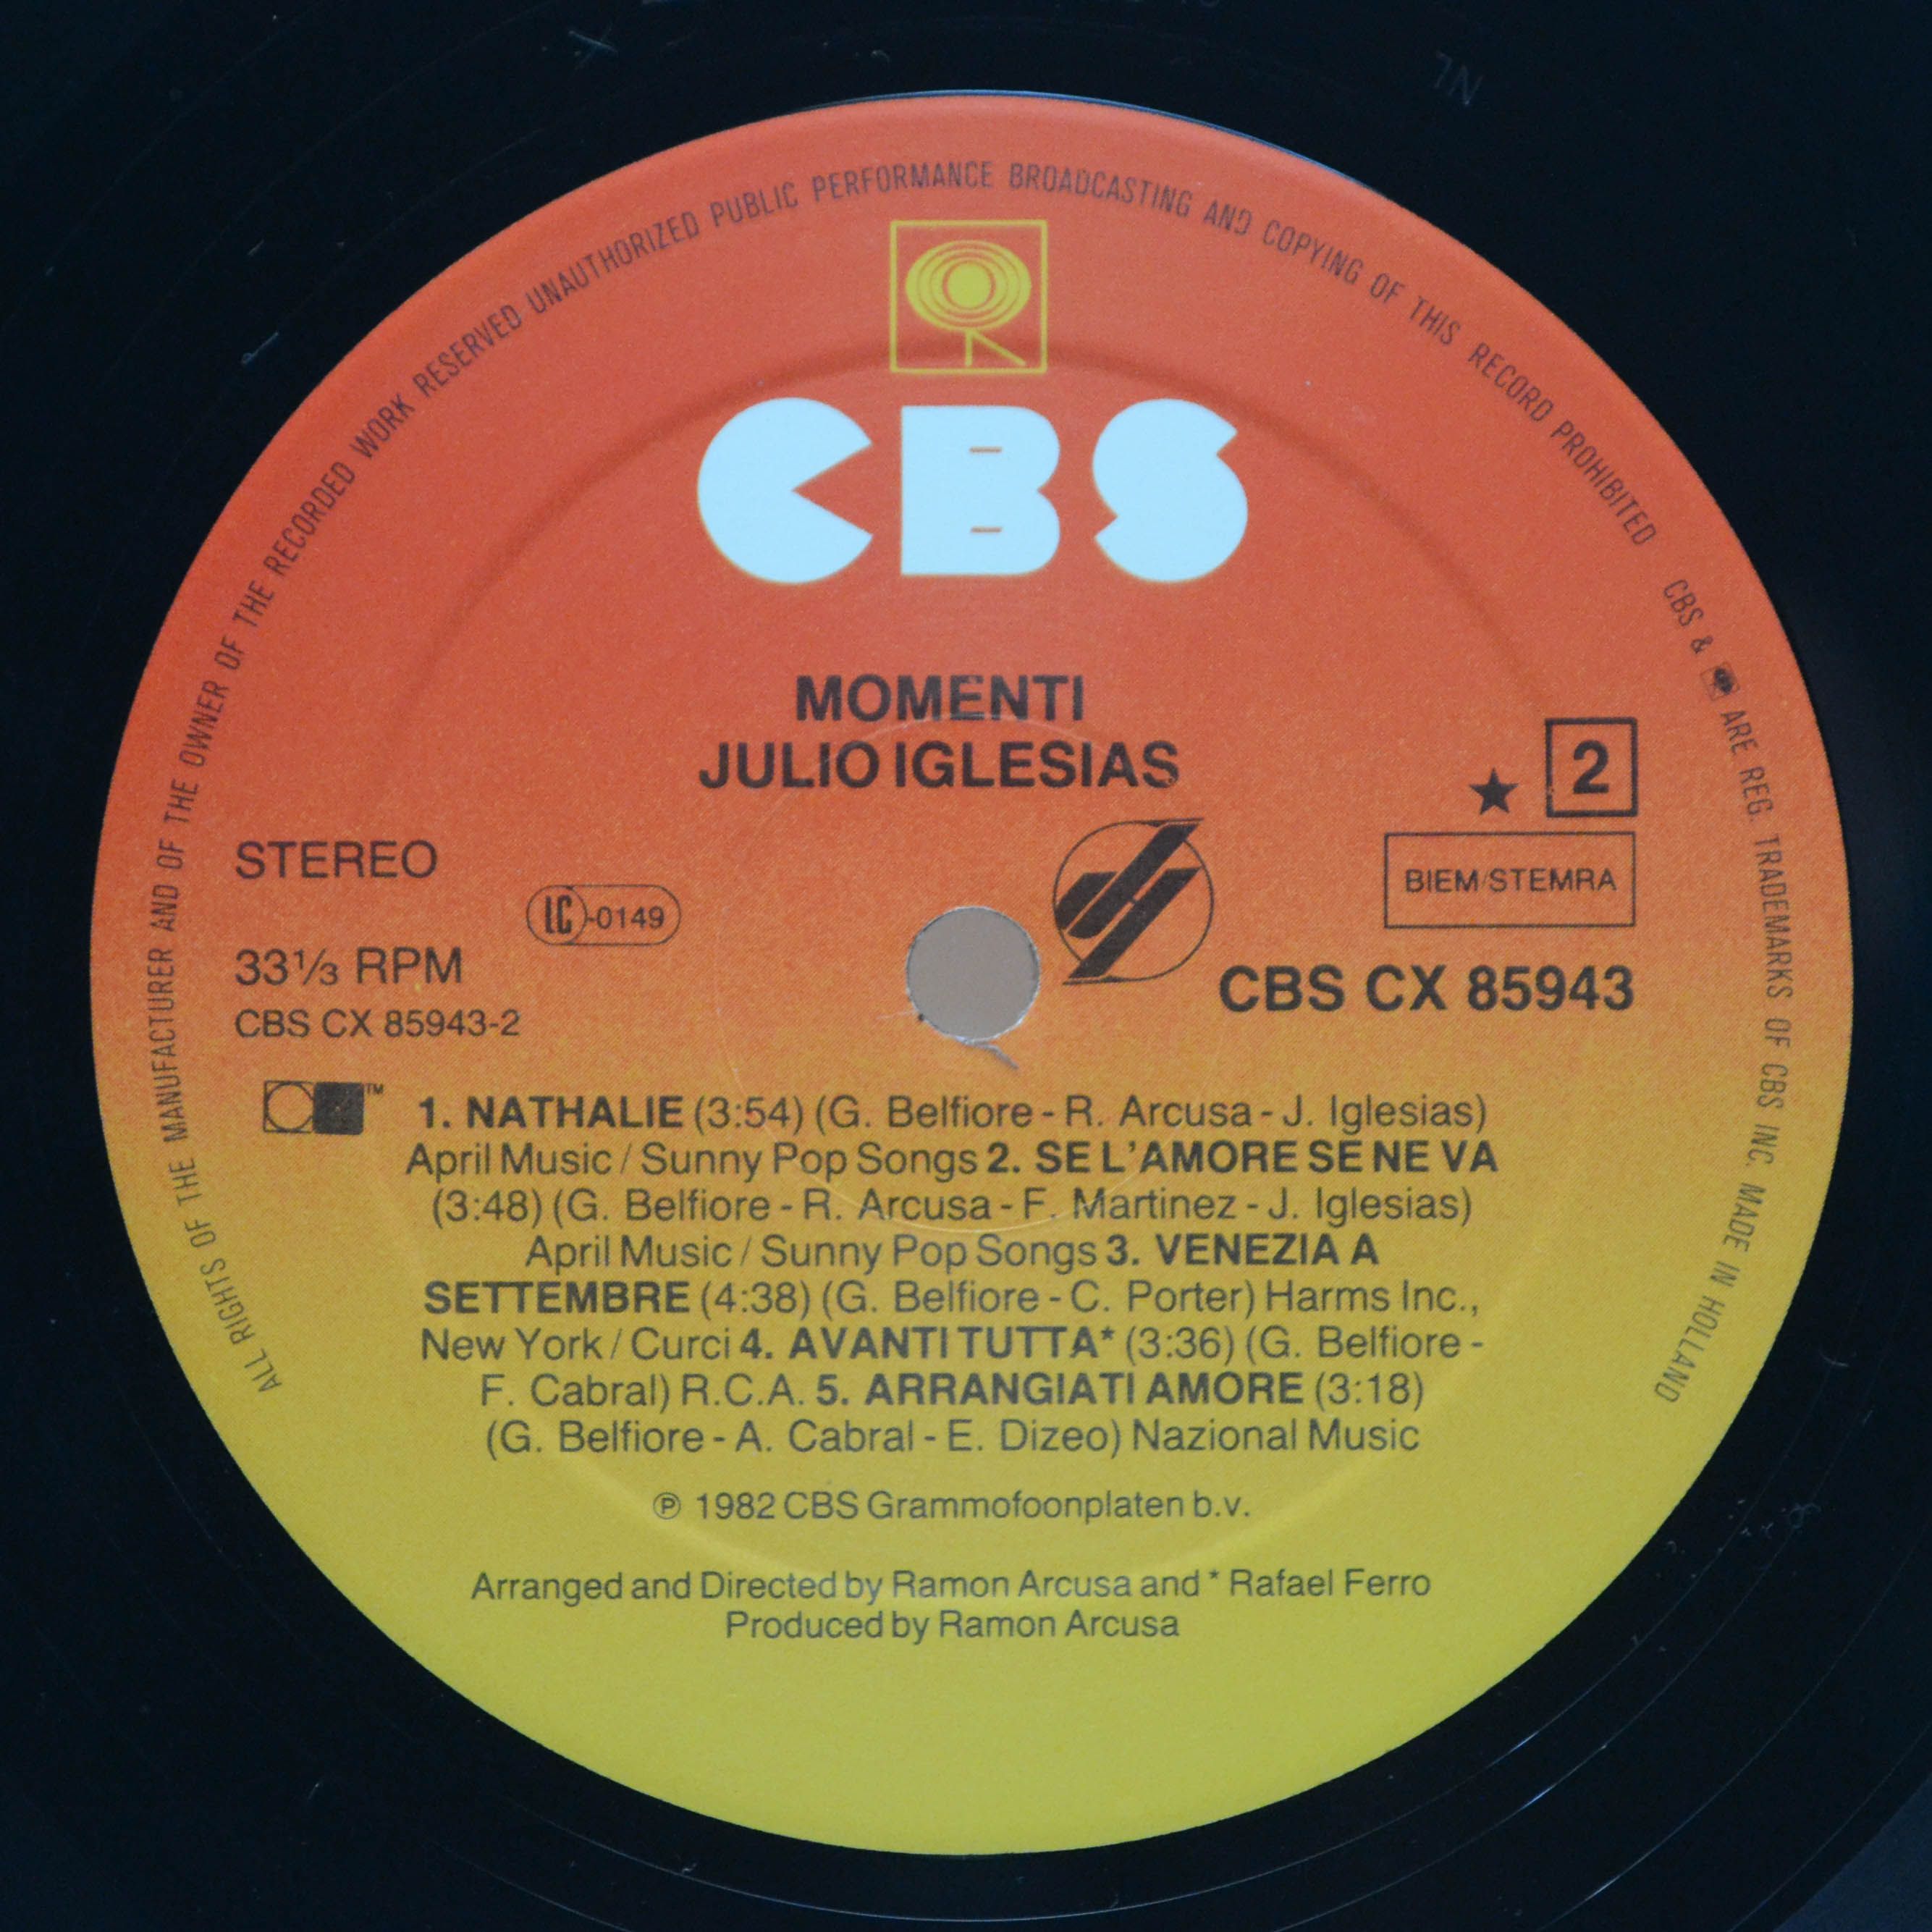 NL
ALL RIGHTS OF THE MANUFACTURER AND OF THE OWNER OF THE RECORDED WORK RESERVED UNAUTHORIZED PUBLIC PERFORMANCE BROADCASTING AND COPYING OF THIS RECORD PROHIBITED CBS & ARE REG. TRADEMARKS OF CBS INC. MADE IN HOLLAND
CBS
MOMENTI
JULIO IGLESIAS
★ 2
STEREO
BIEM/STEMRA
LC-0149
33⅓ RPM
CBS CX 85943
CBS CX 85943-2
™
1. NATHALIE (3:54) (G. Belfiore - R. Arcusa - J. Iglesias)
April Music / Sunny Pop Songs 2. SE L'AMORE SE NE VA
(3:48) (G. Belfiore - R. Arcusa - F. Martinez - J. Iglesias)
April Music / Sunny Pop Songs 3. VENEZIA A
SETTEMBRE (4:38) (G. Belfiore - C. Porter) Harms Inc.,
New York / Curci 4. AVANTI TUTTA* (3:36) (G. Belfiore -
F. Cabral) R.C.A. 5. ARRANGIATI AMORE (3:18)
(G. Belfiore - A. Cabral - E. Dizeo) Nazional Music
℗ 1982 CBS Grammofoonplaten b.v.
Arranged and Directed by Ramon Arcusa and * Rafael Ferro
Produced by Ramon Arcusa